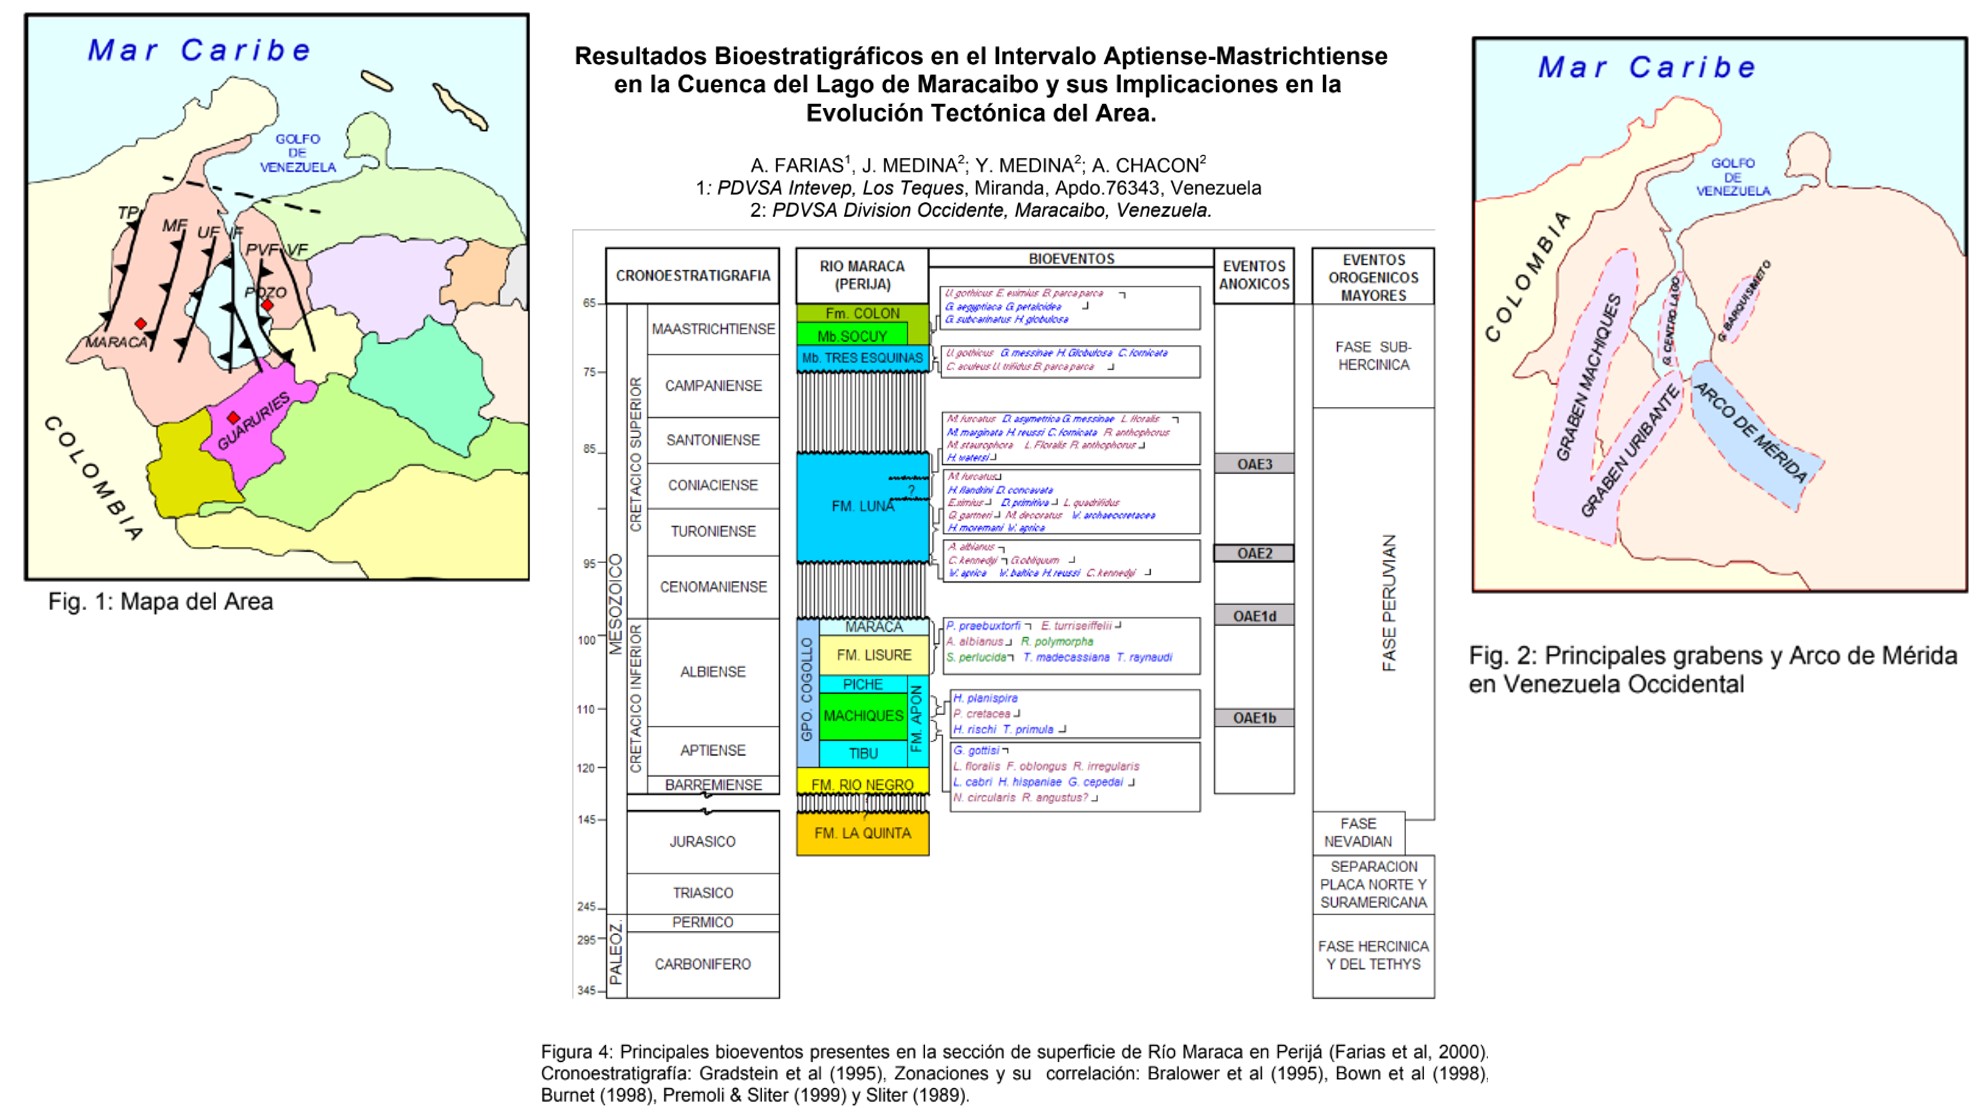 Mar Caribe
GOLFO
DE
VENEZUELA
TP
MF
UF
IF
PVF
VF
POZO
MARACA
GUARURIES
COLOMBIA
Fig. 1: Mapa del Area
Resultados Bioestratigráficos en el Intervalo Aptiense-Mastrichtiense
en la Cuenca del Lago de Maracaibo y sus Implicaciones en la
Evolución Tectónica del Area.
A. FARIAS1, J. MEDINA2; Y. MEDINA2; A. CHACON2
1: PDVSA Intevep, Los Teques, Miranda, Apdo.76343, Venezuela
2: PDVSA Division Occidente, Maracaibo, Venezuela.
CRONOESTRATIGRAFIA
RIO MARACA
(PERIJA)
BIOEVENTOS
EVENTOS
ANOXICOS
EVENTOS
OROGENICOS
MAYORES
65
75
85
95
100
110
120
145
245
295
345
MESOZOICO
PALEOZ.
CRETACICO SUPERIOR
CRETACICO INFERIOR
MAASTRICHTIENSE
CAMPANIENSE
SANTONIENSE
CONIACIENSE
TURONIENSE
CENOMANIENSE
ALBIENSE
APTIENSE
BARREMIENSE
JURASICO
TRIASICO
PERMICO
CARBONIFERO
Fm. COLON
Mb.SOCUY
Mb. TRES ESQUINAS
?
FM. LUNA
GPO. COGOLLO
MARACA
FM. LISURE
PICHE
MACHIQUES
TIBU
FM. APON
FM. RIO NEGRO
?
FM. LA QUINTA
U. gothicus E. eximius B. parca parca
G. aegyptiaca G. petaloidea
G. subcarinatus H. globulosa
U. gothicus G. messinae H. Globulosa C. fornicata
C. aculeus U. trifidus B. parca parca
M. furcatus D. asymetrica G. messinae L. floralis
M. marginata H. reussi C. fornicata R. anthophorus
M. staurophora L. Floralis R. anthophorus
H. watersi
M. furcatus
H. flandrini D. concavata
E. eximius D. primitiva L. quadrifidus
Q. gartneri M. decoratus W. archaeocretacea
H. moremani W. aprica
A. albianus
C. kennedyi G. obliquum
W. aprica W. baltica H. reussi C. kennedyi
P. praebuxtorfi E. turriseiffelii
A. albianus R. polymorpha
S. perlucida T. madecassiana T. raynaudi
H. planispira
P. cretacea
H. rischi T. primula
G. gottisi
L. floralis F. oblongus R. irregularis
L. cabri H. hispaniae G. cepedai
N. circularis R. angustus?
OAE3
OAE2
OAE1d
OAE1b
FASE SUB-
HERCINICA
FASE PERUVIAN
FASE
NEVADIAN
SEPARACION
PLACA NORTE Y
SURAMERICANA
FASE HERCINICA
Y DEL TETHYS
Figura 4: Principales bioeventos presentes en la sección de superficie de Río Maraca en Perijá (Farias et al, 2000).
Cronoestratigrafía: Gradstein et al (1995), Zonaciones y su correlación: Bralower et al (1995), Bown et al (1998),
Burnet (1998), Premoli & Sliter (1999) y Sliter (1989).
Mar Caribe
GOLFO
DE
VENEZUELA
COLOMBIA
GRABEN MACHIQUES
GRABEN URIBANTE
G. CENTRO LAGO
G. BARQUISIMETO
ARCO DE MÉRIDA
Fig. 2: Principales grabens y Arco de Mérida
en Venezuela Occidental